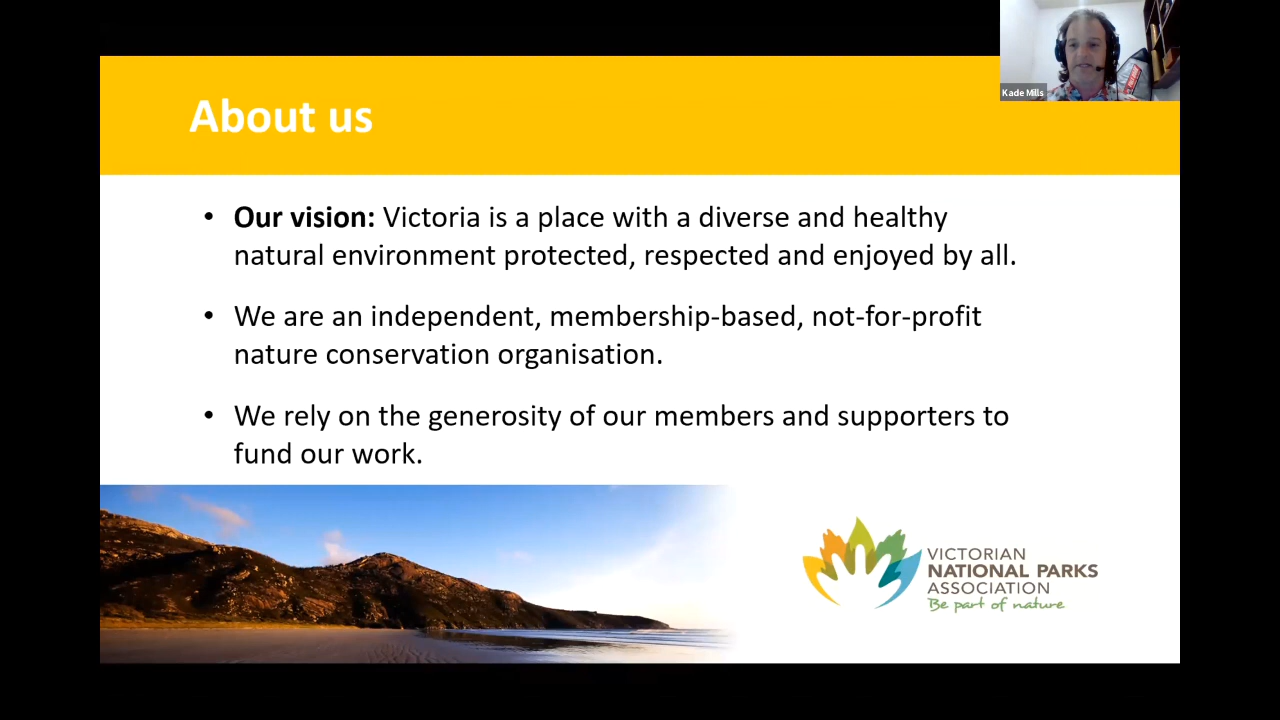 Kade Mills
About us
• Our vision: Victoria is a place with a diverse and healthy
natural environment protected, respected and enjoyed by all.
• We are an independent, membership-based, not-for-profit
nature conservation organisation.
• We rely on the generosity of our members and supporters to
fund our work.
VICTORIAN
NATIONAL PARKS
ASSOCIATION
Be part of nature